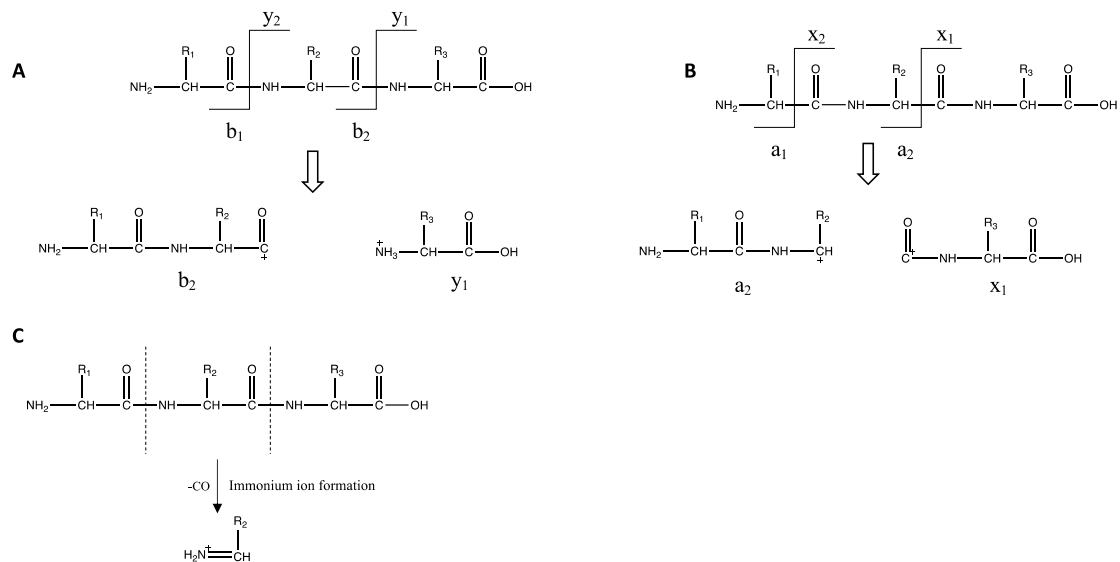 A
y₂ y₁
R₁ O R₂ O R₃ O
NH₂ CH C NH CH C NH CH C OH
b₁ b₂
R₁ O R₂ O
NH₂ CH C NH CH C
+
b₂
R₃ O
+
NH₃ CH C OH
y₁
B
x₂ x₁
R₁ O R₂ O R₃ O
NH₂ CH C NH CH C NH CH C OH
a₁ a₂
R₁ O R₂
NH₂ CH C NH CH
+
a₂
O R₃ O
+
C NH CH C OH
x₁
C
R₁ O R₂ O R₃ O
NH₂ CH C NH CH C NH CH C OH
-CO Immonium ion formation
R₂
+
H₂N CH